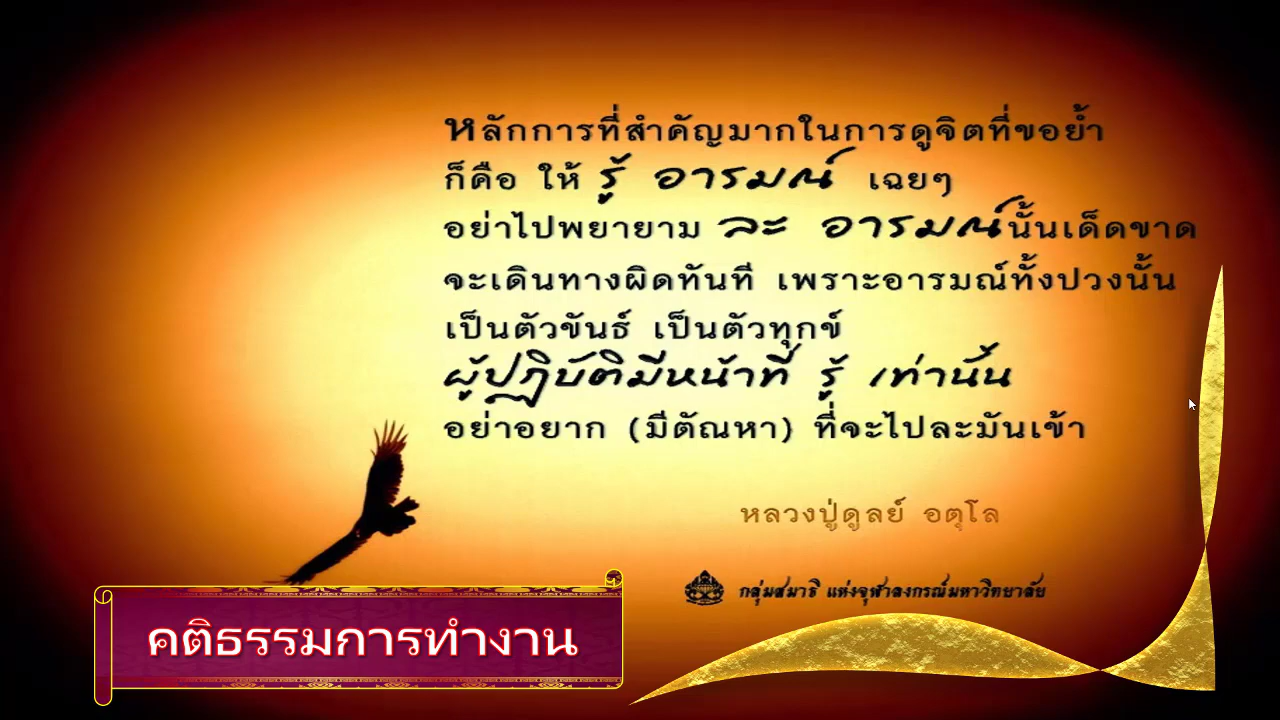 หลักการที่สำคัญมากในการดูจิตที่ขอย้ำ
ก็คือ ให้ รู้ อารมณ์ เฉยๆ
อย่าไปพยายาม ละ อารมณ์นั้นเด็ดขาด
จะเดินทางผิดทันที เพราะอารมณ์ทั้งปวงนั้น
เป็นตัวขันธ์ เป็นตัวทุกข์
ผู้ปฏิบัติมีหน้าที่ รู้ เท่านั้น
อย่าอยาก (มีตัณหา) ที่จะไปละมันเข้า
หลวงปู่ดูลย์ อตุโล
กลุ่มสมาธิ แห่งจุฬาลงกรณ์มหาวิทยาลัย
คติธรรมการทำงาน